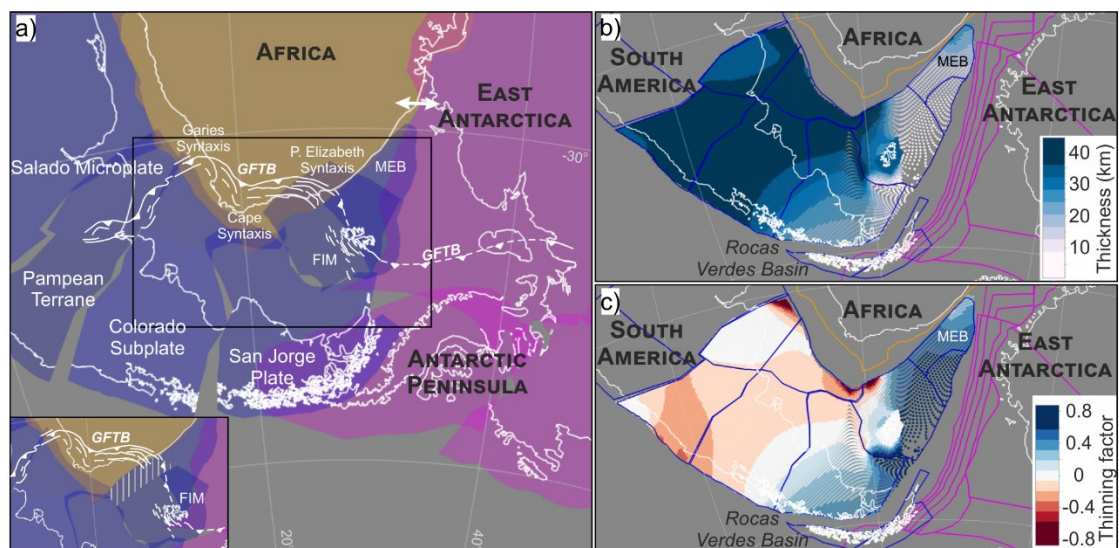 a)
AFRICA
EAST
ANTARCTICA
Garies
Syntaxis
P. Elizabeth
Syntaxis
-30°
Salado Microplate
GFTB
MEB
Cape
Syntaxis
FIM
GFTB
Pampean
Terrane
Colorado
Subplate
San Jorge
Plate
ANTARCTIC
PENINSULA
GFTB
FIM
20
40
b)
AFRICA
SOUTH
AMERICA
MEB
EAST
ANTARCTICA
40
30
20
10
Thickness (km)
Rocas
Verdes Basin
c)
AFRICA
SOUTH
AMERICA
MEB
EAST
ANTARCTICA
0.8
0.4
0
-0.4
-0.8
Thinning factor
Rocas
Verdes Basin